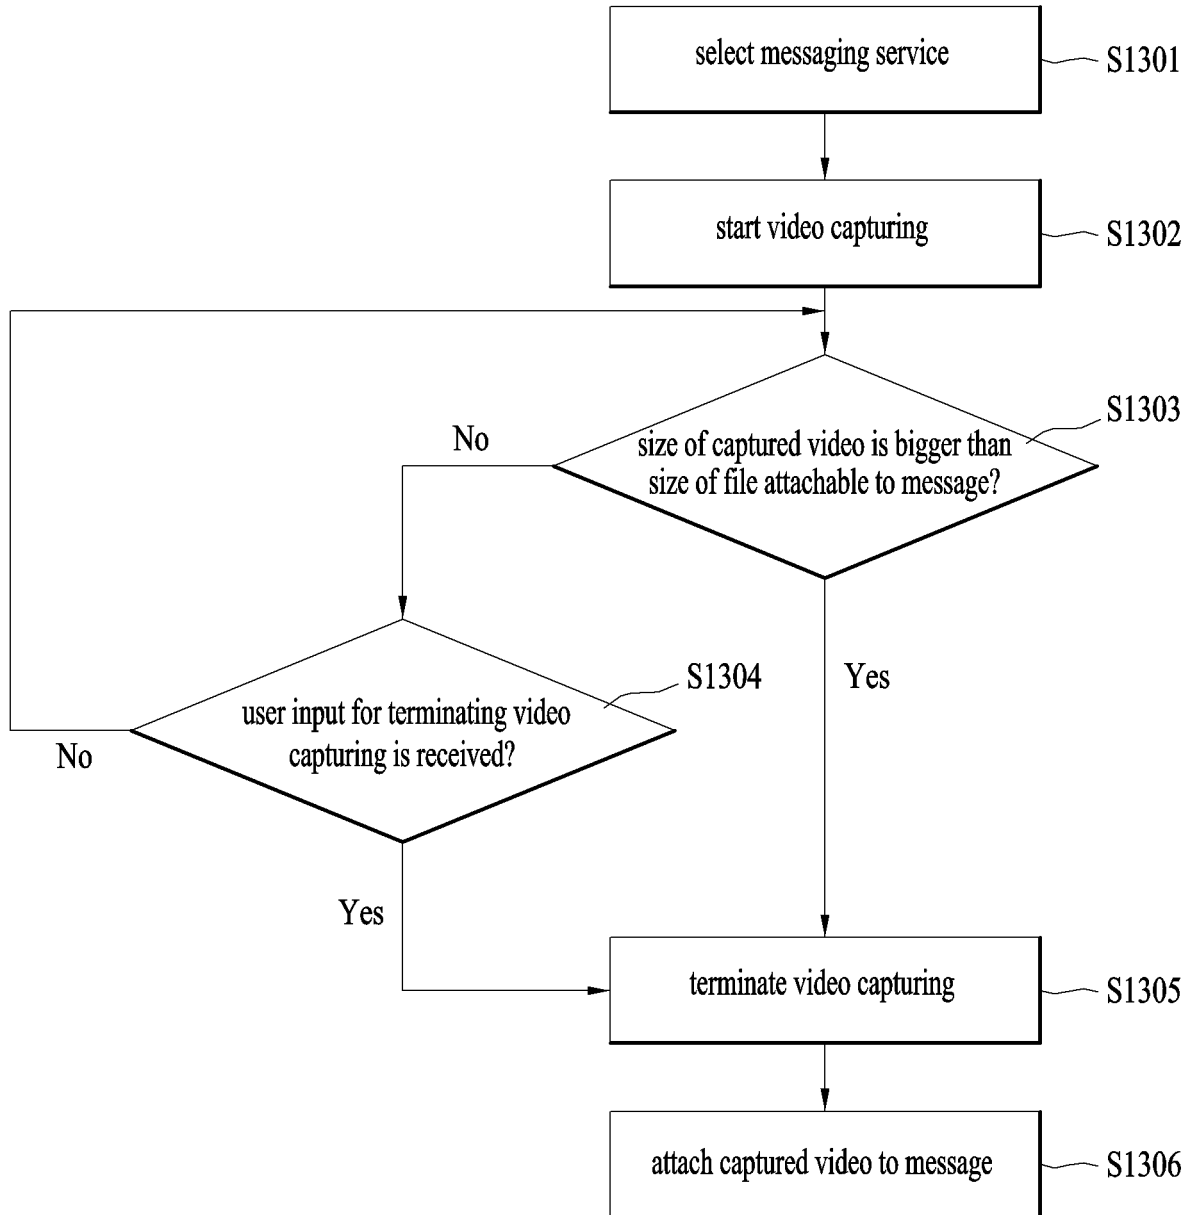 select messaging service
S1301
start video capturing
S1302
S1303
size of captured video is bigger than
size of file attachable to message?
No
Yes
S1304
user input for terminating video
capturing is received?
No
Yes
terminate video capturing
S1305
attach captured video to message
S1306